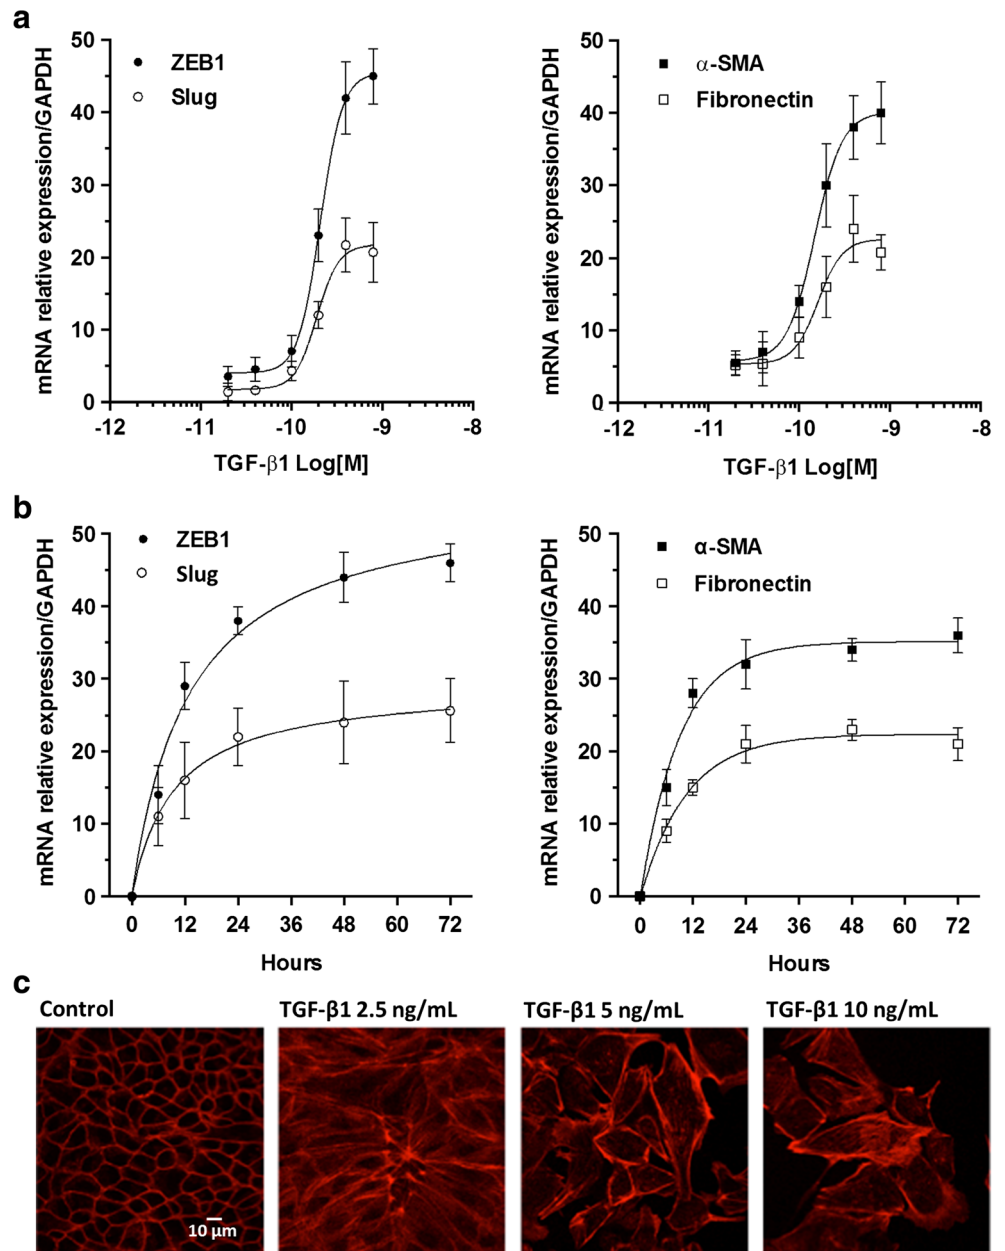 a
ZEB1
Slug
mRNA relative expression/GAPDH
50
40
30
20
10
0
-12 -11 -10 -9 -8
TGF-β1 Log[M]
α-SMA
Fibronectin
mRNA relative expression/GAPDH
50
40
30
20
10
0
-12 -11 -10 -9 -8
TGF-β1 Log[M]
b
ZEB1
Slug
mRNA relative expression/GAPDH
50
40
30
20
10
0
0 12 24 36 48 60 72
Hours
α-SMA
Fibronectin
mRNA relative expression/GAPDH
50
40
30
20
10
0
0 12 24 36 48 60 72
Hours
c
Control
TGF-β1 2.5 ng/mL
TGF-β1 5 ng/mL
TGF-β1 10 ng/mL
10 µm